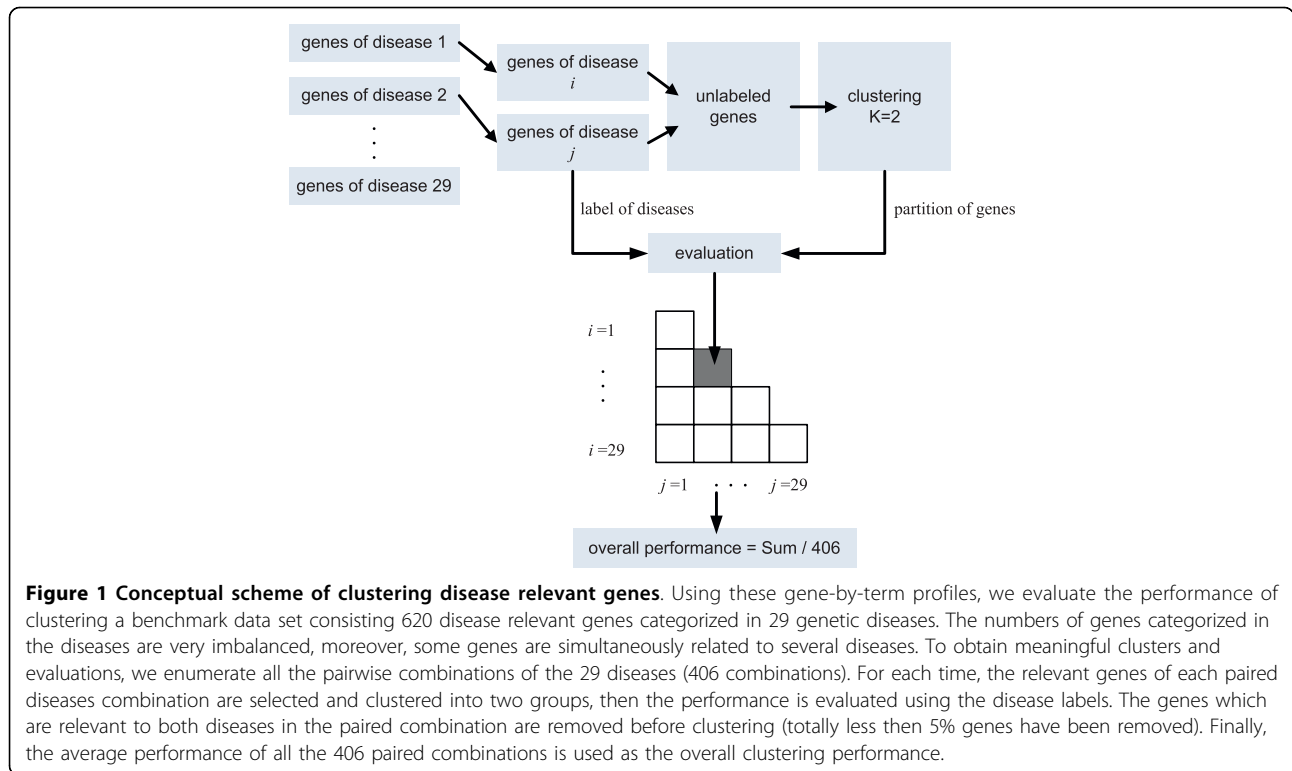 genes of disease 1
genes of disease 2
.
.
.
genes of disease 29
genes of disease
i
genes of disease
j
unlabeled
genes
clustering
K=2
label of diseases
partition of genes
evaluation
i =1
.
.
.
i =29
j =1 . . . j =29
overall performance = Sum / 406
Figure 1 Conceptual scheme of clustering disease relevant genes. Using these gene-by-term profiles, we evaluate the performance of
clustering a benchmark data set consisting 620 disease relevant genes categorized in 29 genetic diseases. The numbers of genes categorized in
the diseases are very imbalanced, moreover, some genes are simultaneously related to several diseases. To obtain meaningful clusters and
evaluations, we enumerate all the pairwise combinations of the 29 diseases (406 combinations). For each time, the relevant genes of each paired
diseases combination are selected and clustered into two groups, then the performance is evaluated using the disease labels. The genes which
are relevant to both diseases in the paired combination are removed before clustering (totally less then 5% genes have been removed). Finally,
the average performance of all the 406 paired combinations is used as the overall clustering performance.